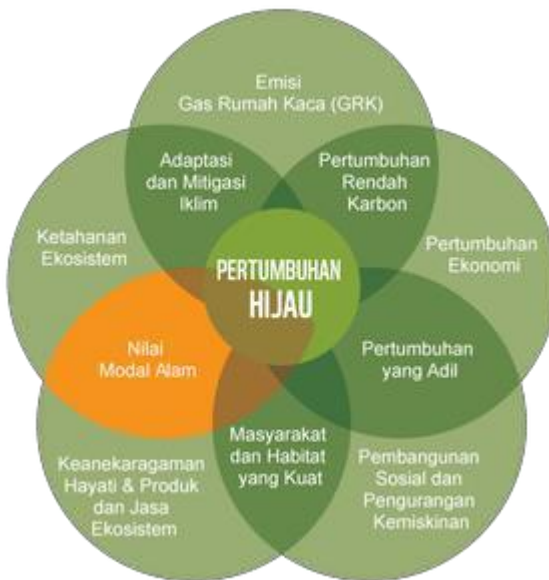 Emisi
Gas Rumah Kaca (GRK)
Adaptasi
dan Mitigasi
Iklim
Pertumbuhan
Rendah
Karbon
Ketahanan
Ekosistem
Pertumbuhan
Ekonomi
PERTUMBUHAN
HIJAU
Nilai
Modal Alam
Pertumbuhan
yang Adil
Masyarakat
dan Habitat
yang Kuat
Keanekaragaman
Hayati & Produk
dan Jasa
Ekosistem
Pembangunan
Sosial dan
Pengurangan
Kemiskinan